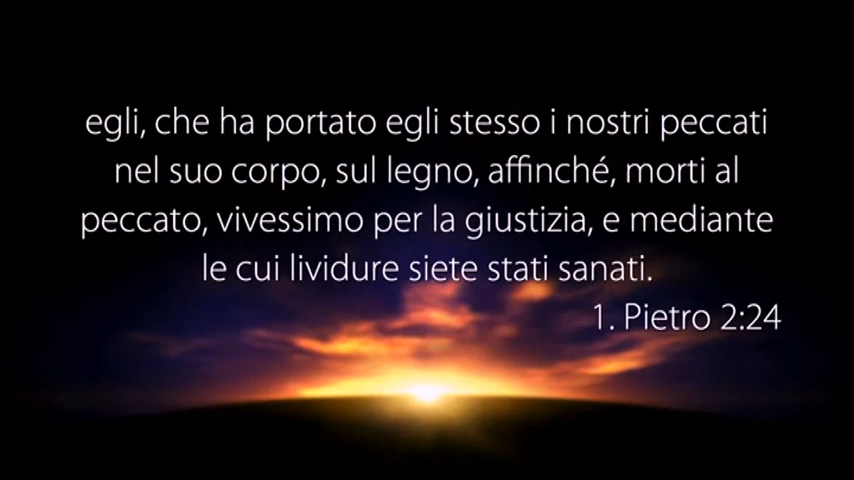 egli, che ha portato egli stesso i nostri peccati
nel suo corpo, sul legno, affinché, morti al
peccato, vivessimo per la giustizia, e mediante
le cui lividure siete stati sanati.
1. Pietro 2:24